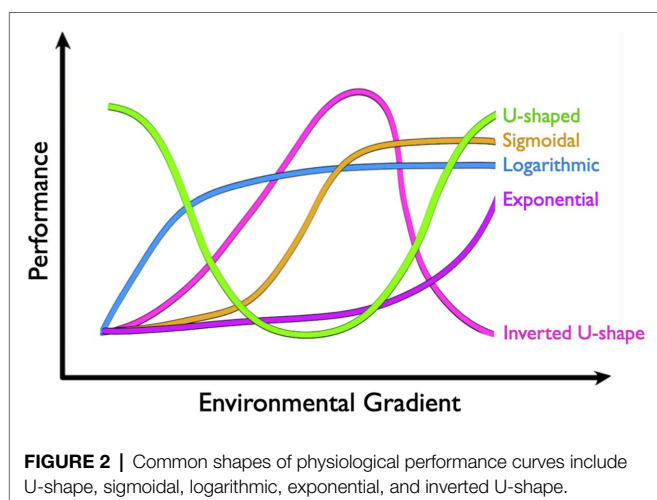 Performance
U-shaped
Sigmoidal
Logarithmic
Exponential
Inverted U-shape
Environmental Gradient
FIGURE 2 | Common shapes of physiological performance curves include
U-shape, sigmoidal, logarithmic, exponential, and inverted U-shape.